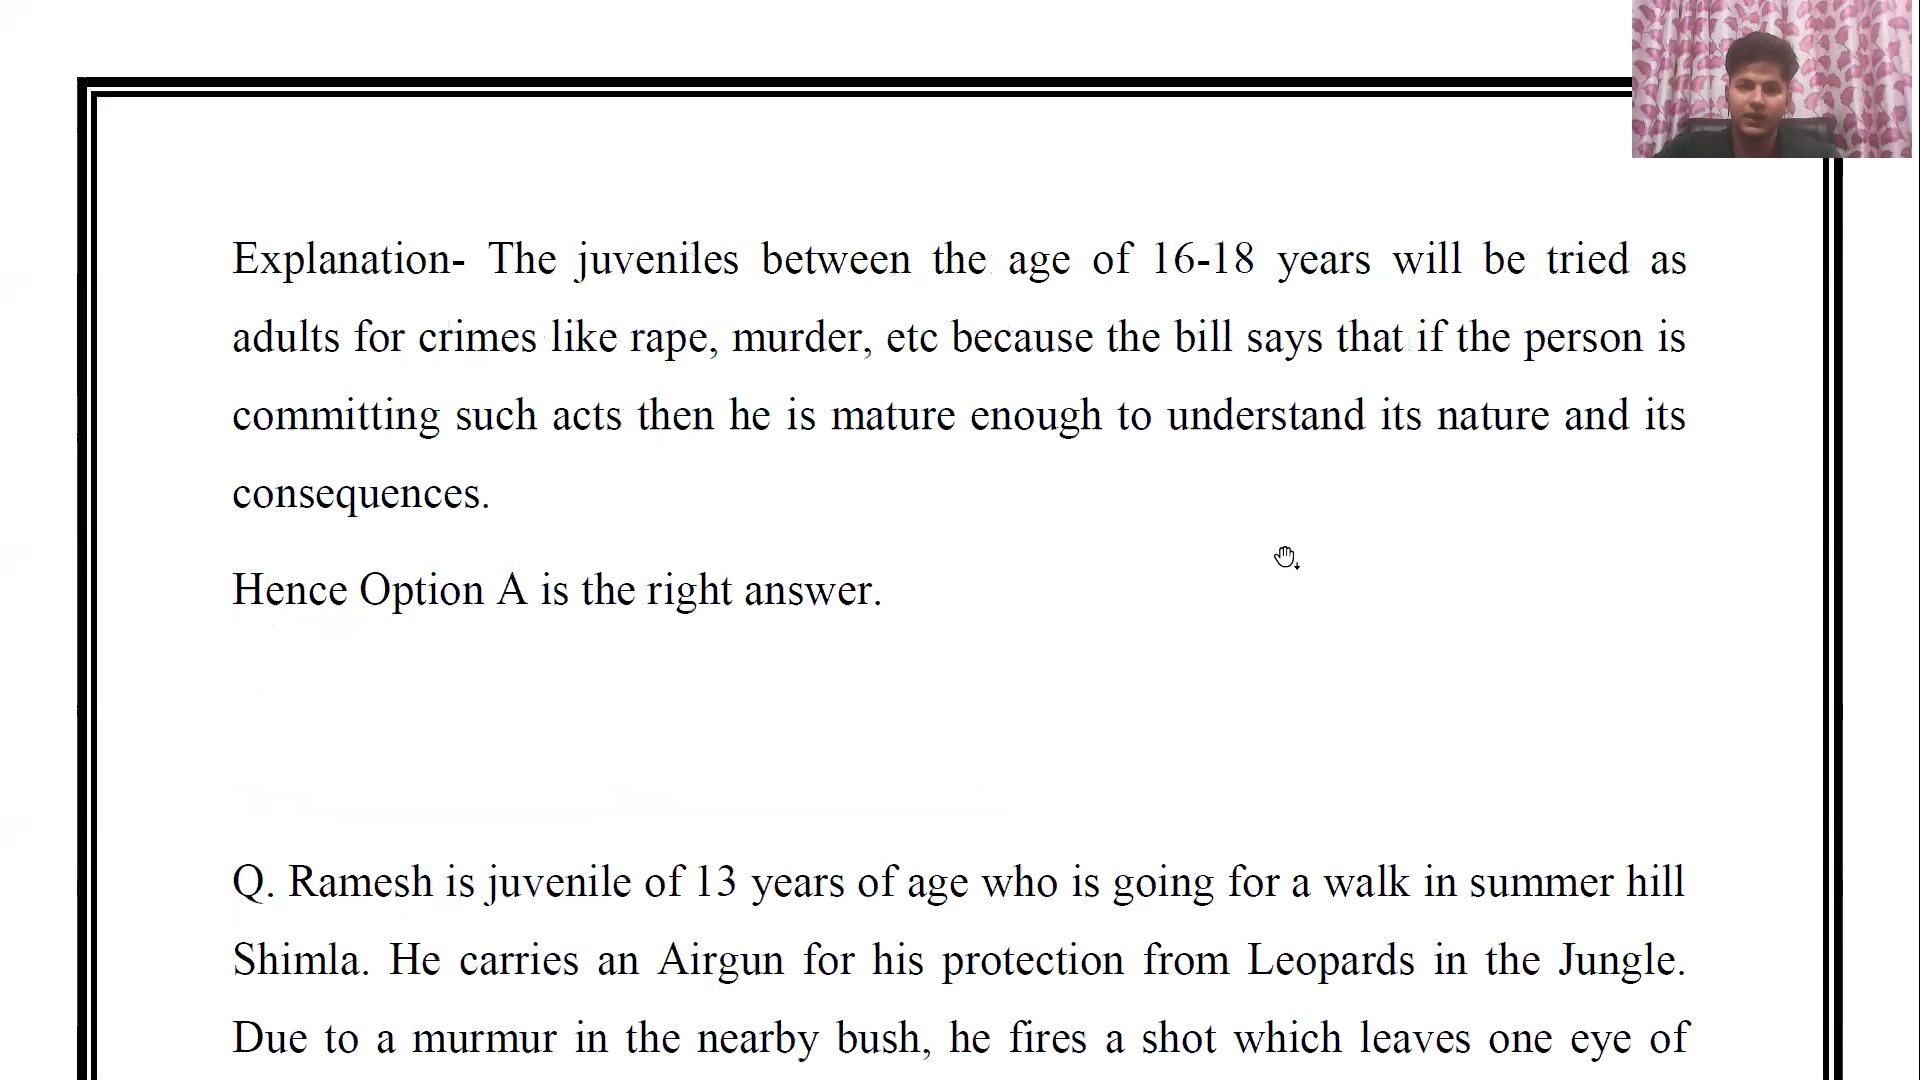 Explanation- The juveniles between the age of 16-18 years will be tried as
adults for crimes like rape, murder, etc because the bill says that if the person is
committing such acts then he is mature enough to understand its nature and its
consequences.
Hence Option A is the right answer.
Q. Ramesh is juvenile of 13 years of age who is going for a walk in summer hill
Shimla. He carries an Airgun for his protection from Leopards in the Jungle.
Due to a murmur in the nearby bush, he fires a shot which leaves one eye of